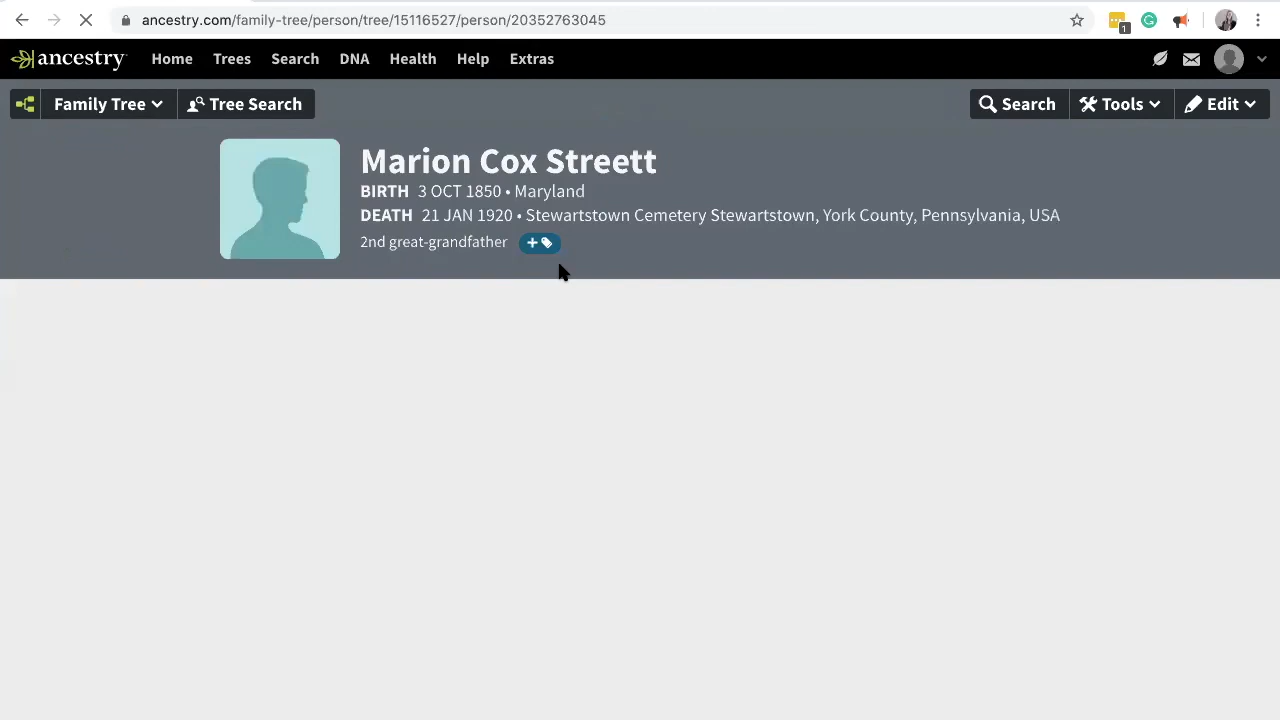 ancestry.com/family-tree/person/tree/15116527/person/20352763045
1
ancestry Home Trees Search DNA Health Help Extras
Family Tree Tree Search Search Tools Edit
Marion Cox Streett
BIRTH 3 OCT 1850 • Maryland
DEATH 21 JAN 1920 • Stewartstown Cemetery Stewartstown, York County, Pennsylvania, USA
2nd great-grandfather